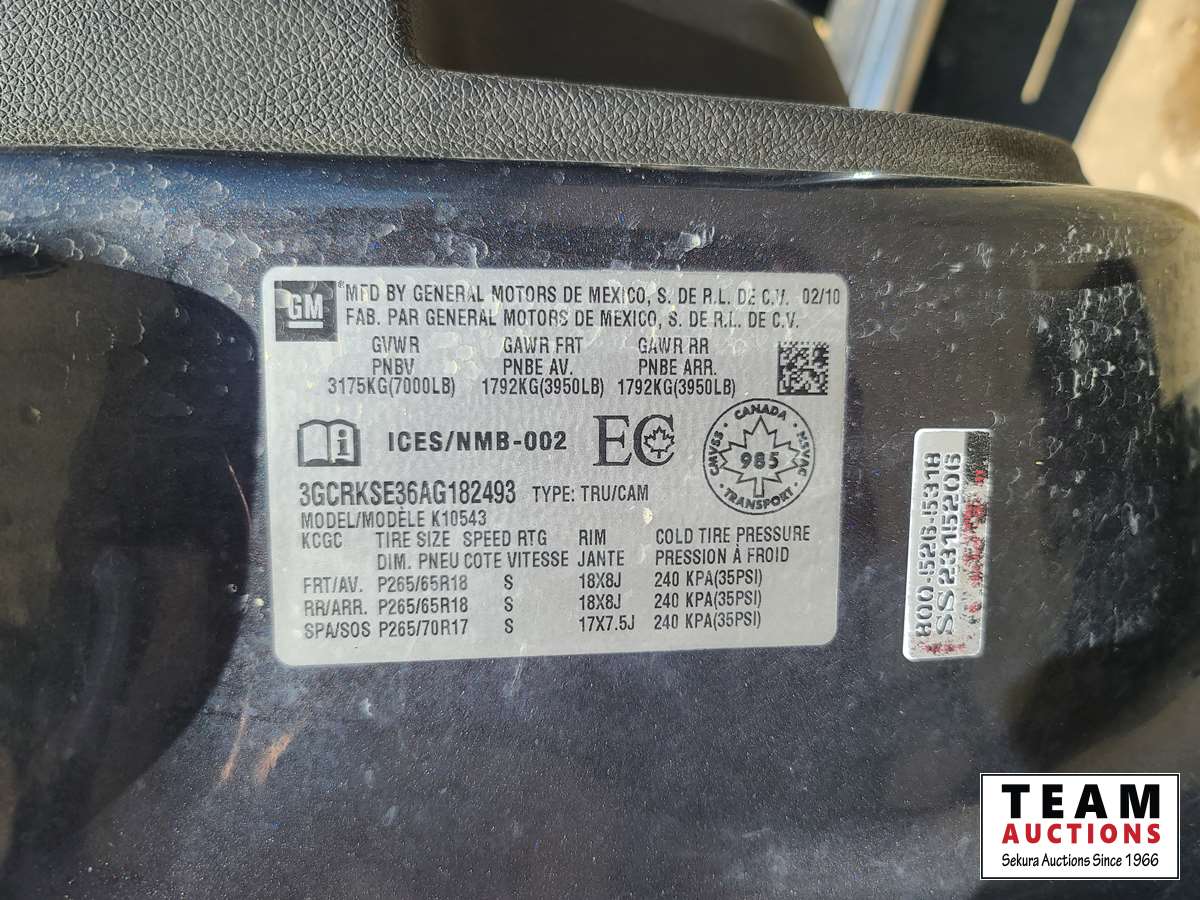 GM
MFD BY GENERAL MOTORS DE MEXICO, S. DE R.L. DE C.V. 02/10
FAB. PAR GENERAL MOTORS DE MEXICO, S. DE R.L. DE C.V.
GVWR GAWR FRT GAWR RR
PNBV PNBE AV. PNBE ARR.
3175KG(7000LB) 1792KG(3950LB) 1792KG(3950LB)
i ICES/NMB-002 EC
CANADA
CMVSS 985 NSVAC
TRANSPORT
3GCRKSE36AG182493 TYPE: TRU/CAM
MODEL/MODÈLE K10543
KCGC TIRE SIZE SPEED RTG RIM COLD TIRE PRESSURE
DIM. PNEU COTE VITESSE JANTE PRESSION À FROID
FRT/AV. P265/65R18 S 18X8J 240 KPA(35PSI)
RR/ARR. P265/65R18 S 18X8J 240 KPA(35PSI)
SPA/SOS P265/70R17 S 17X7.5J 240 KPA(35PSI)
800-526-5318
SS 2315206
TEAM
AUCTIONS
Sekura Auctions Since 1966